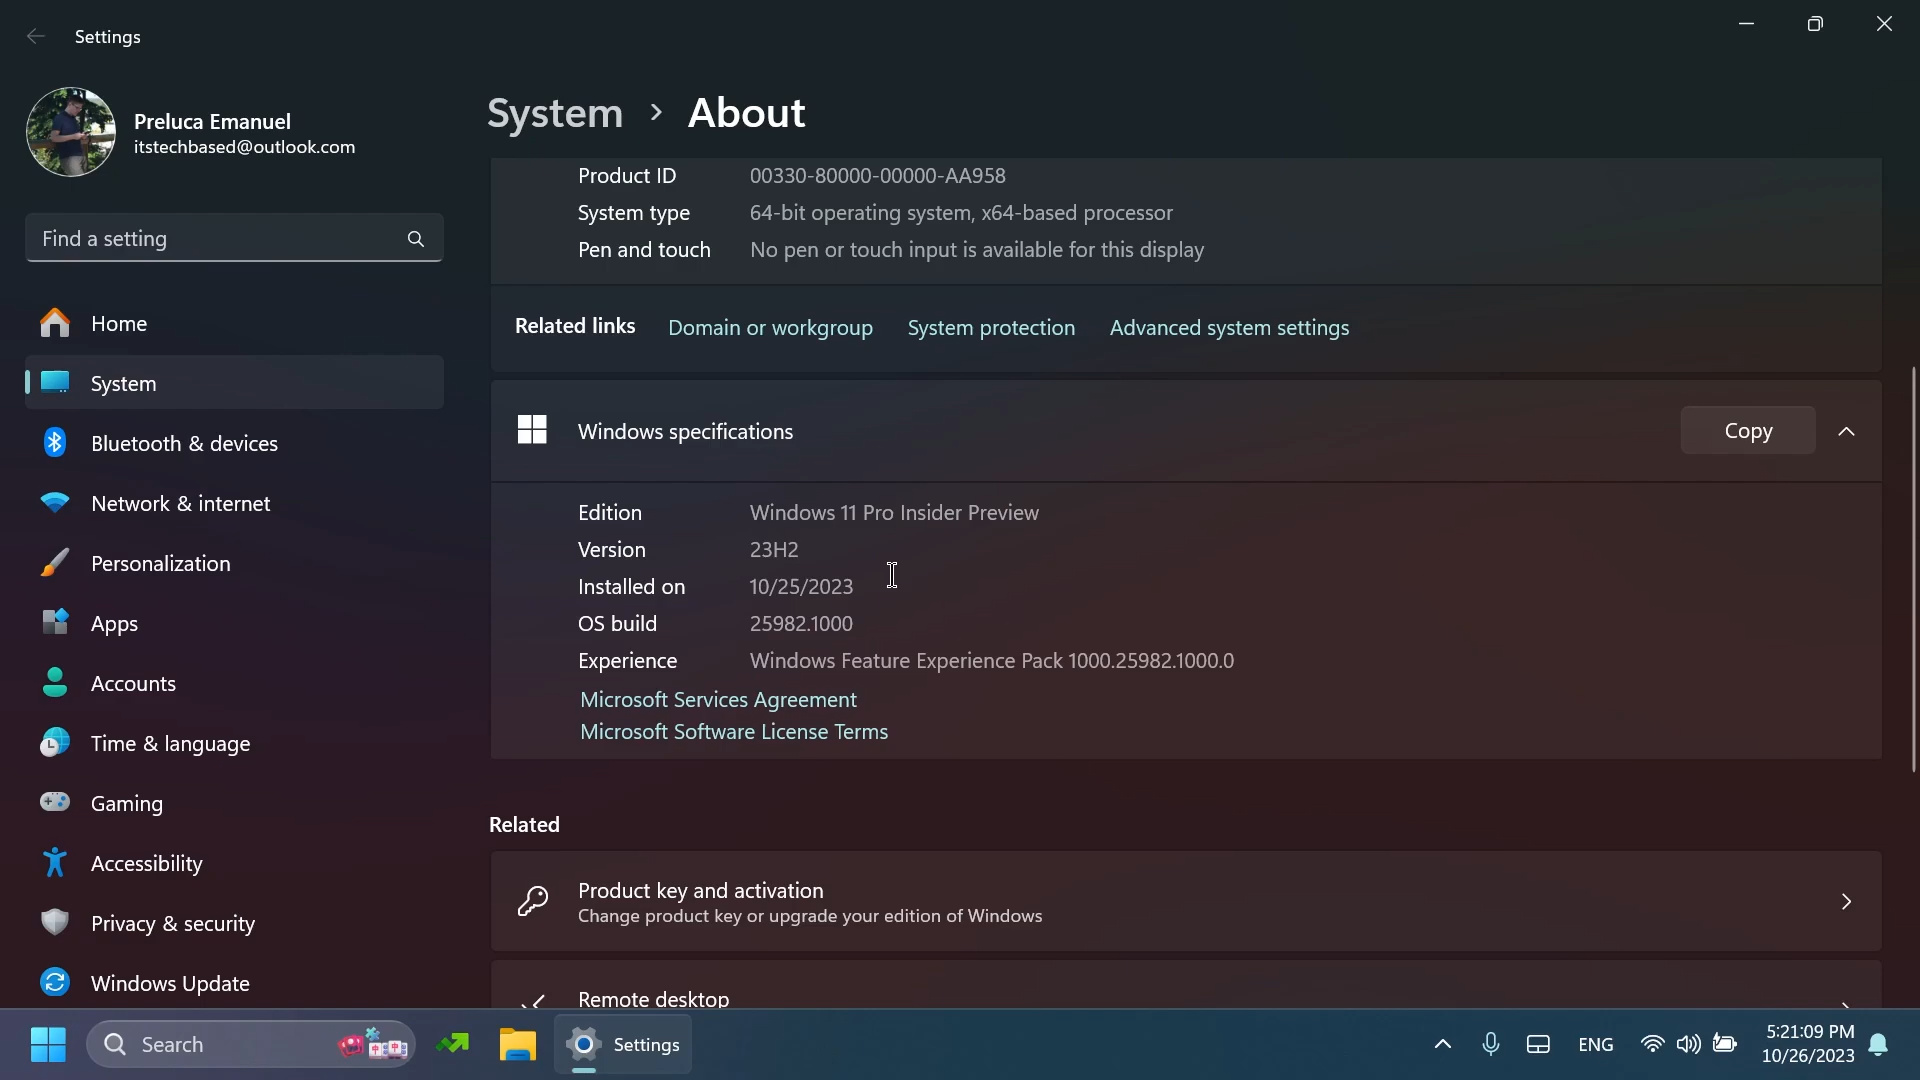 Settings
Preluca Emanuel
itstechbased@outlook.com
Find a setting
Home
System
Bluetooth & devices
Network & internet
Personalization
Apps
Accounts
Time & language
Gaming
Accessibility
Privacy & security
Windows Update
System > About
Product ID 00330-80000-00000-AA958
System type 64-bit operating system, x64-based processor
Pen and touch No pen or touch input is available for this display
Related links Domain or workgroup System protection Advanced system settings
Windows specifications Copy
Edition Windows 11 Pro Insider Preview
Version 23H2
Installed on 10/25/2023
OS build 25982.1000
Experience Windows Feature Experience Pack 1000.25982.1000.0
Microsoft Services Agreement
Microsoft Software License Terms
Related
Product key and activation
Change product key or upgrade your edition of Windows
Remote desktop
Search Settings ENG 5:21:09 PM
10/26/2023